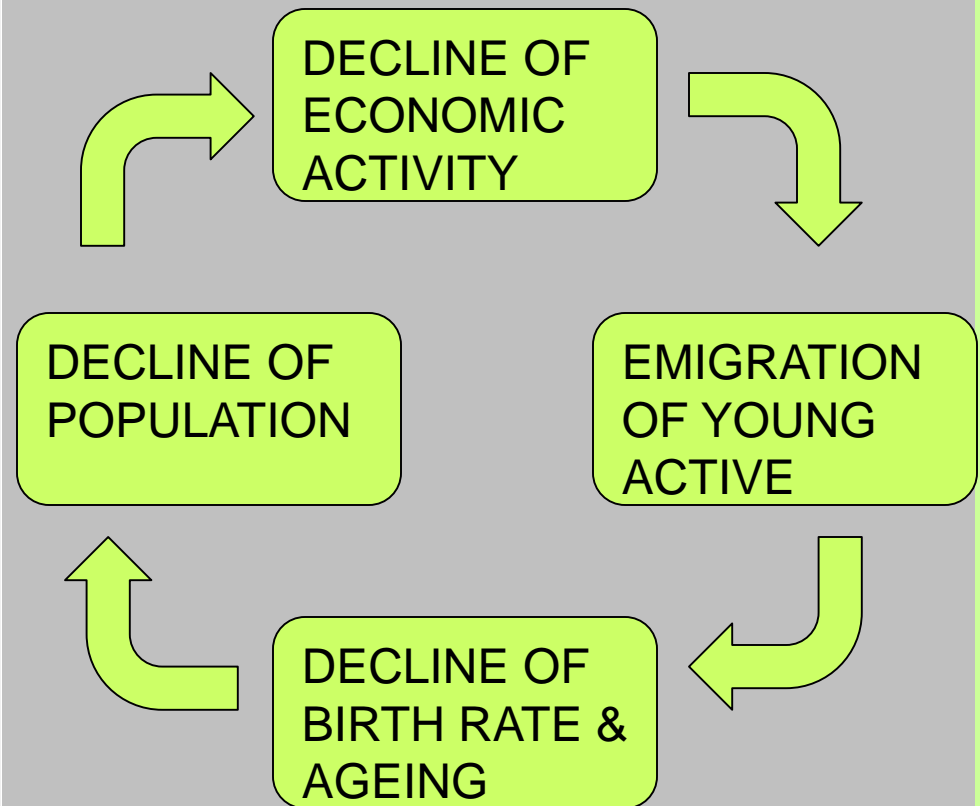 DECLINE OF
ECONOMIC
ACTIVITY
DECLINE OF
POPULATION
EMIGRATION
OF YOUNG
ACTIVE
DECLINE OF
BIRTH RATE &
AGEING